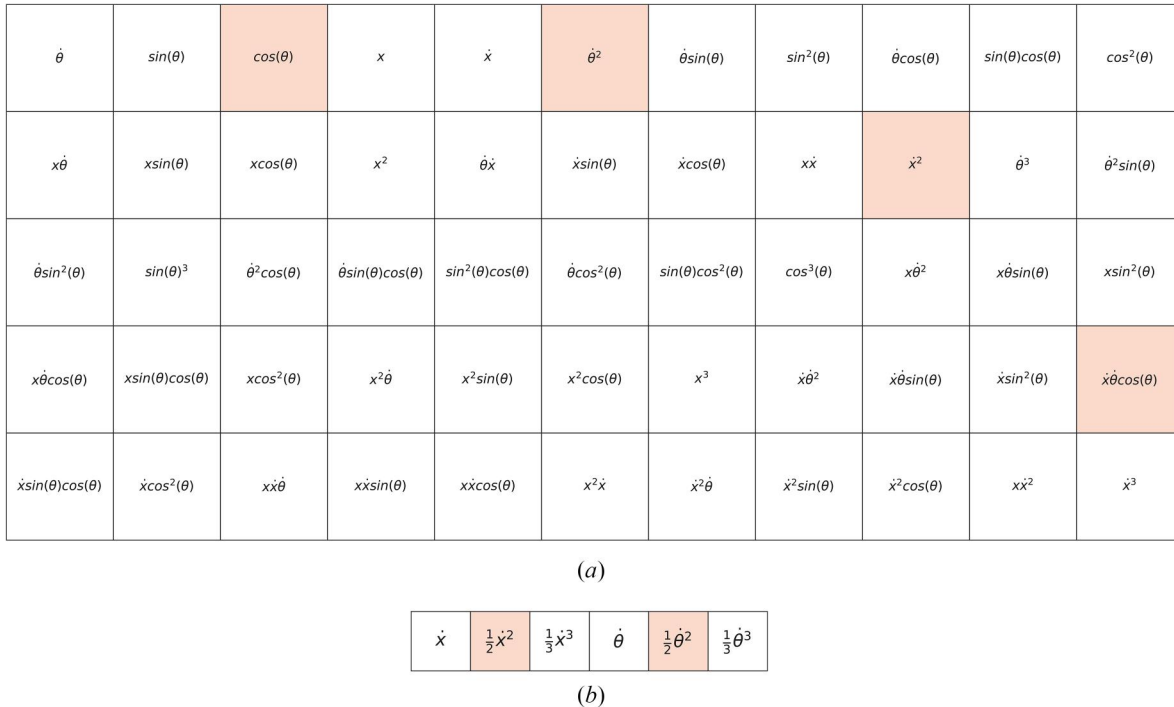 θ̇ sin(θ) cos(θ) x ẋ θ̇² θ̇sin(θ) sin²(θ) θ̇cos(θ) sin(θ)cos(θ) cos²(θ)
xθ̇ xsin(θ) xcos(θ) x² θ̇ẋ ẋsin(θ) ẋcos(θ) xẋ ẋ² θ̇³ θ̇²sin(θ)
θ̇sin²(θ) sin(θ)³ θ̇²cos(θ) θ̇sin(θ)cos(θ) sin²(θ)cos(θ) θ̇cos²(θ) sin(θ)cos²(θ) cos³(θ) xθ̇² xθ̇sin(θ) xsin²(θ)
xθ̇cos(θ) xsin(θ)cos(θ) xcos²(θ) x²θ̇ x²sin(θ) x²cos(θ) x³ ẋθ̇² ẋθ̇sin(θ) ẋsin²(θ) ẋθ̇cos(θ)
ẋsin(θ)cos(θ) ẋcos²(θ) xẋθ̇ xẋsin(θ) xẋcos(θ) x²ẋ ẋ²θ̇ ẋ²sin(θ) ẋ²cos(θ) xẋ² ẋ³
(a)
ẋ ½ẋ² ⅓ẋ³ θ̇ ½θ̇² ⅓θ̇³
(b)